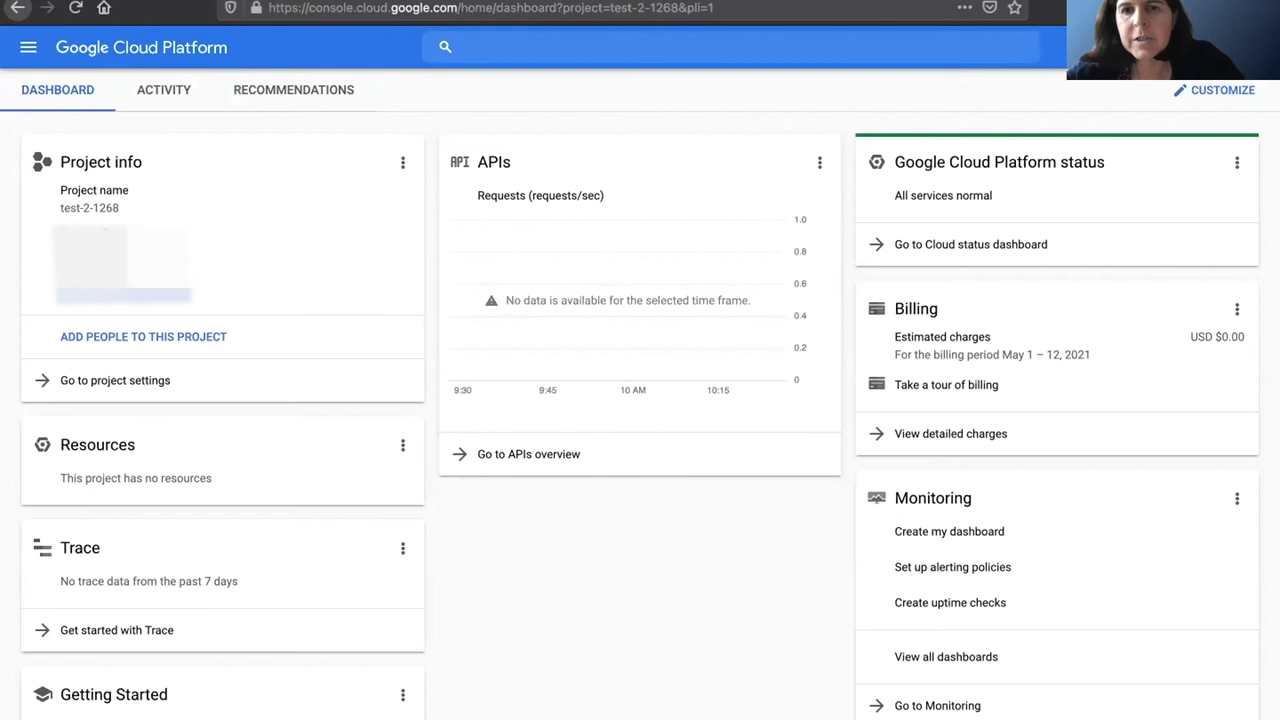 https://console.cloud.google.com/home/dashboard?project=test-2-1268&pli=1
Google Cloud Platform
DASHBOARD
ACTIVITY
RECOMMENDATIONS
CUSTOMIZE
Project info
Project name
test-2-1268
ADD PEOPLE TO THIS PROJECT
Go to project settings
Resources
This project has no resources
Trace
No trace data from the past 7 days
Get started with Trace
Getting Started
API APIs
Requests (requests/sec)
1.0
0.8
0.6
No data is available for the selected time frame.
0.4
0.2
0
9:30 9:45 10 AM 10:15
Go to APIs overview
Google Cloud Platform status
All services normal
Go to Cloud status dashboard
Billing
Estimated charges USD $0.00
For the billing period May 1 – 12, 2021
Take a tour of billing
View detailed charges
Monitoring
Create my dashboard
Set up alerting policies
Create uptime checks
View all dashboards
Go to Monitoring